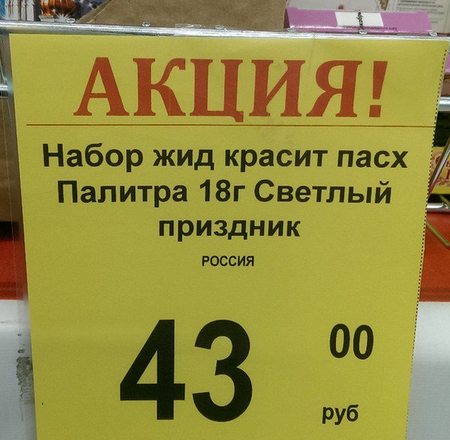 АКЦИЯ!
Набор жид красит пасх
Палитра 18г Светлый
приздник
РОССИЯ
43 00
руб